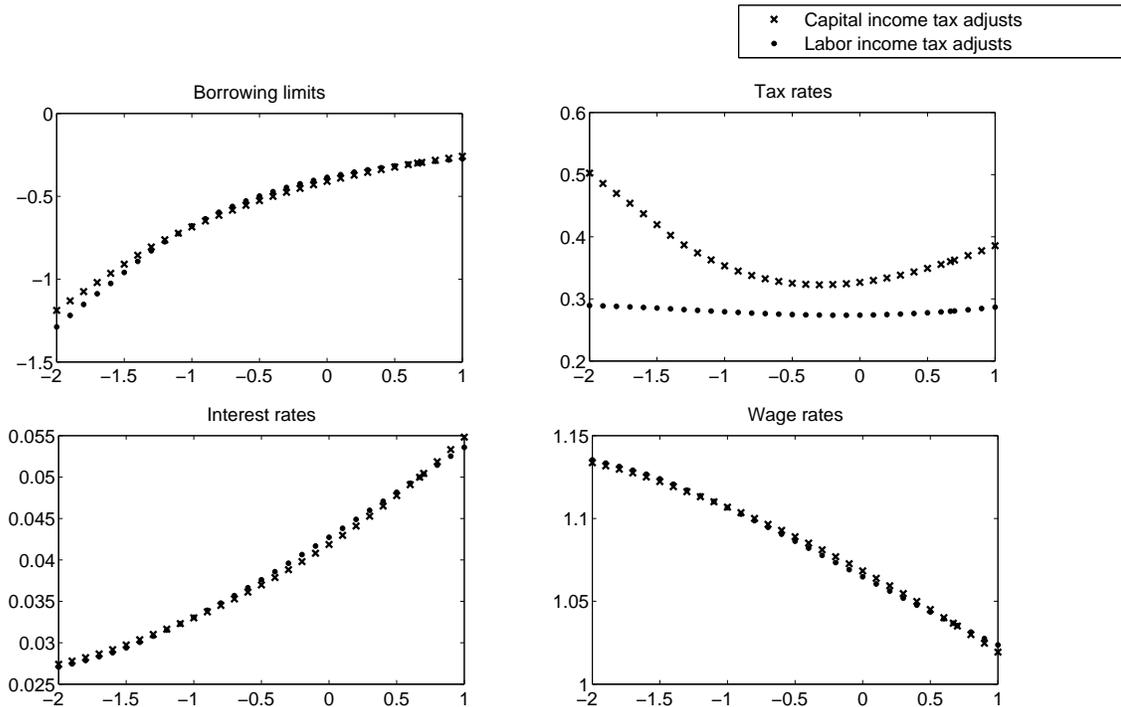 Capital income tax adjusts
Labor income tax adjusts
Borrowing limits
0
−0.5
−1
−1.5
−2 −1.5 −1 −0.5 0 0.5 1
Tax rates
0.6
0.5
0.4
0.3
0.2
−2 −1.5 −1 −0.5 0 0.5 1
Interest rates
0.055
0.05
0.045
0.04
0.035
0.03
0.025
−2 −1.5 −1 −0.5 0 0.5 1
Wage rates
1.15
1.1
1.05
1
−2 −1.5 −1 −0.5 0 0.5 1